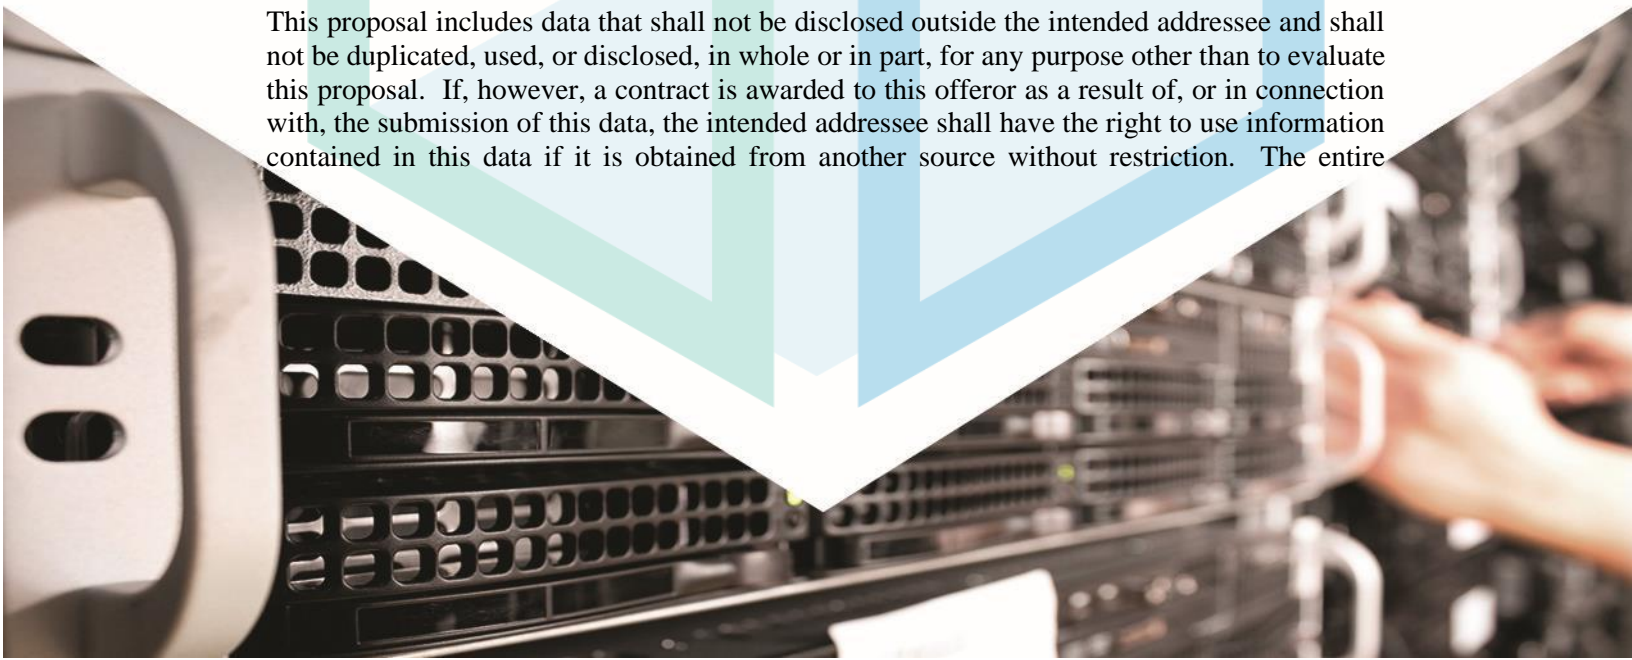 This proposal includes data that shall not be disclosed outside the intended addressee and shall
not be duplicated, used, or disclosed, in whole or in part, for any purpose other than to evaluate
this proposal.  If, however, a contract is awarded to this offeror as a result of, or in connection
with, the submission of this data, the intended addressee shall have the right to use information
contained in this data if it is obtained from another source without restriction.  The entire